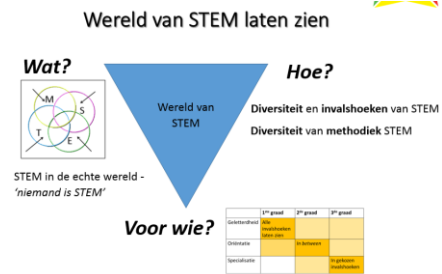 Wereld van STEM laten zien
Wat?
Hoe?
M
S
T
E
Wereld van
STEM
Diversiteit en invalshoeken van STEM
Diversiteit van methodiek STEM
STEM in de echte wereld -
'niemand is STEM'
Voor wie?
1ste graad 2de graad 3de graad
Geletterdheid Alle
invalshoeken
laten zien
Oriëntatie In beloven
Specialisatie In gekozen
invalshoeken